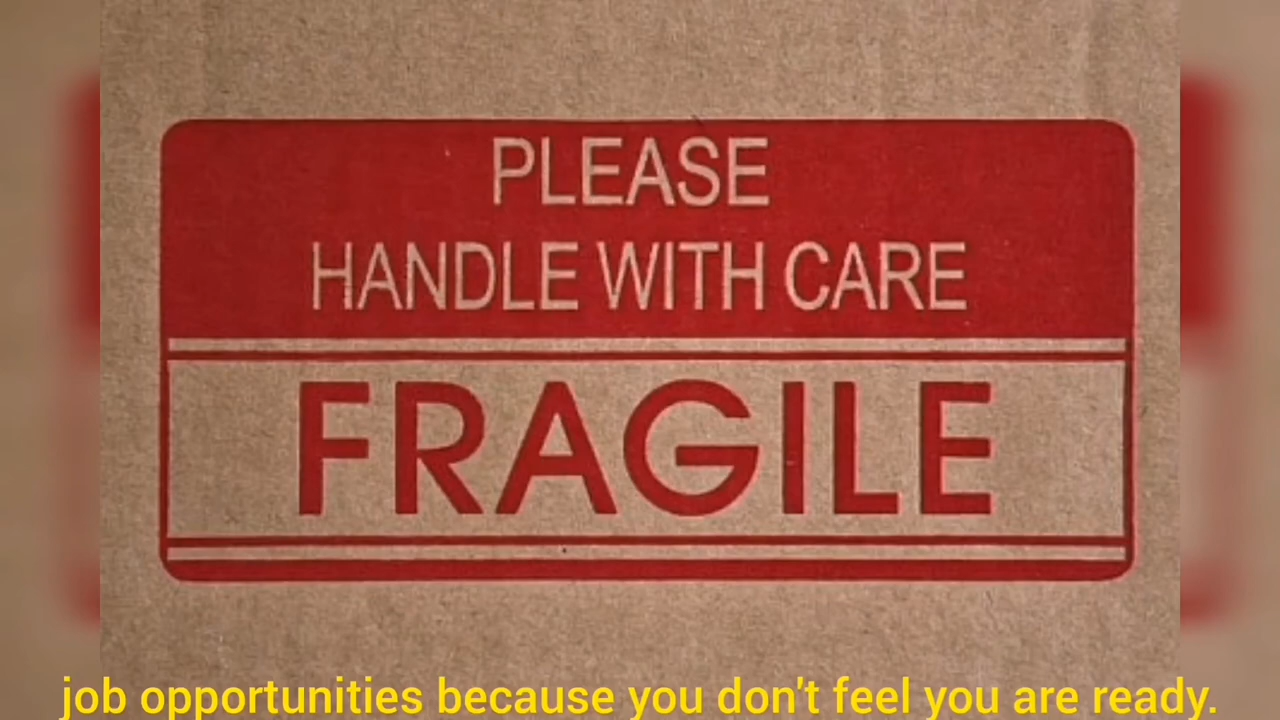 PLEASE
HANDLE WITH CARE
FRAGILE
job opportunities because you don't feel you are ready.